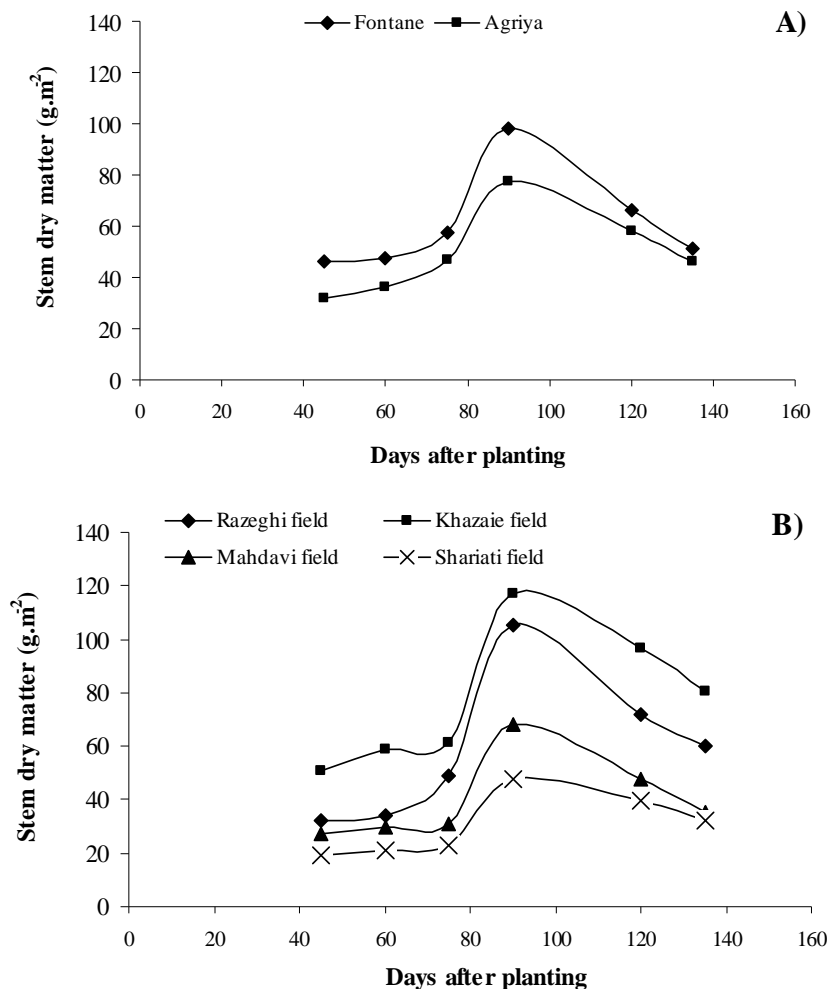 Fontane Agriya
A)
140
120
100
80
60
40
20
0
Stem dry matter (g.m-2)
0 20 40 60 80 100 120 140 160
Days after planting
Razeghi field Khazaie field
Mahdavi field Shariati field
B)
140
120
100
80
60
40
20
0
Stem dry matter (g.m-2)
0 20 40 60 80 100 120 140 160
Days after planting